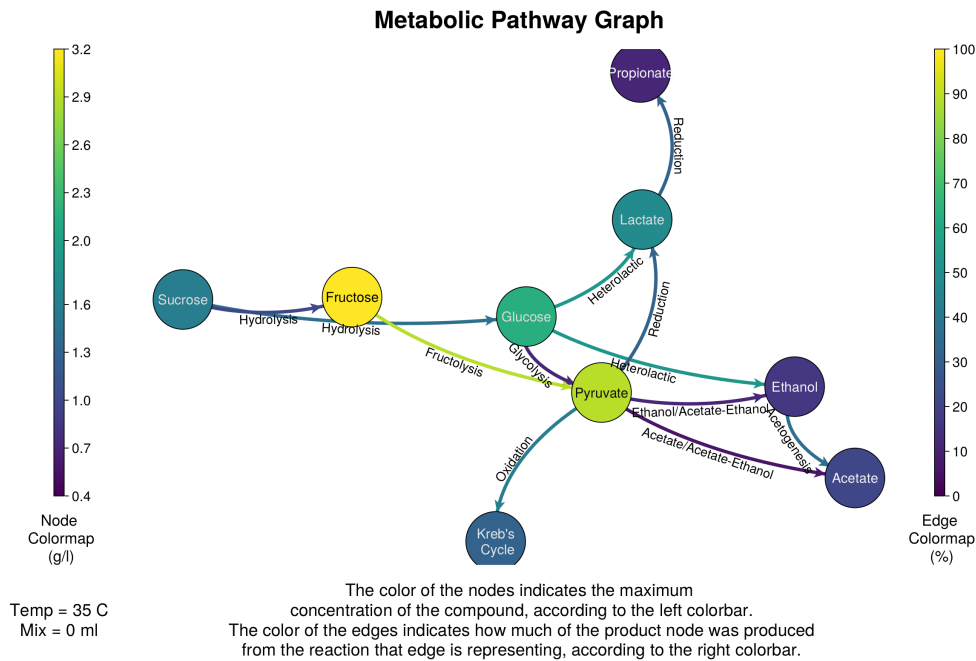 Metabolic Pathway Graph
3.2
2.9
2.6
2.3
2.0
1.6
1.3
1.0
0.7
0.4
Node
Colormap
(g/l)
Propionate
Reduction
Lactate
Heterolactic
Reduction
Sucrose
Hydrolysis
Fructose
Hydrolysis
Glucose
Fructolysis
Glycolysis
Heterolactic
Pyruvate
Ethanol/Acetate-Ethanol
Ethanol
Acetate/Acetate-Ethanol
Acetogenesis
Acetate
Oxidation
Kreb's
Cycle
100
90
80
70
60
50
40
30
20
10
0
Edge
Colormap
(%)
Temp = 35 C
Mix = 0 ml
The color of the nodes indicates the maximum
concentration of the compound, according to the left colorbar.
The color of the edges indicates how much of the product node was produced
from the reaction that edge is representing, according to the right colorbar.